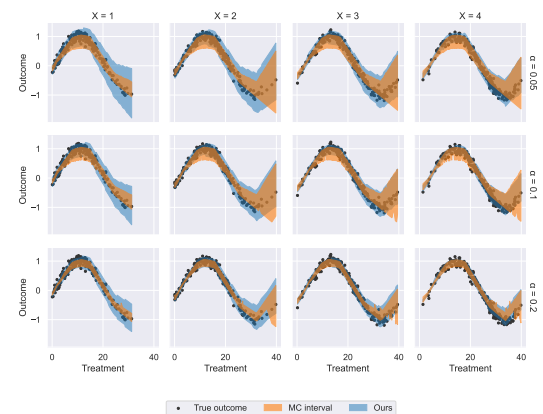 X = 1 X = 2 X = 3 X = 4
1
0
−1
Outcome
α = 0.05
1
0
−1
Outcome
α = 0.1
1
0
−1
Outcome
α = 0.2
0 20 40 0 20 40 0 20 40 0 20 40
Treatment Treatment Treatment Treatment
True outcome MC interval Ours